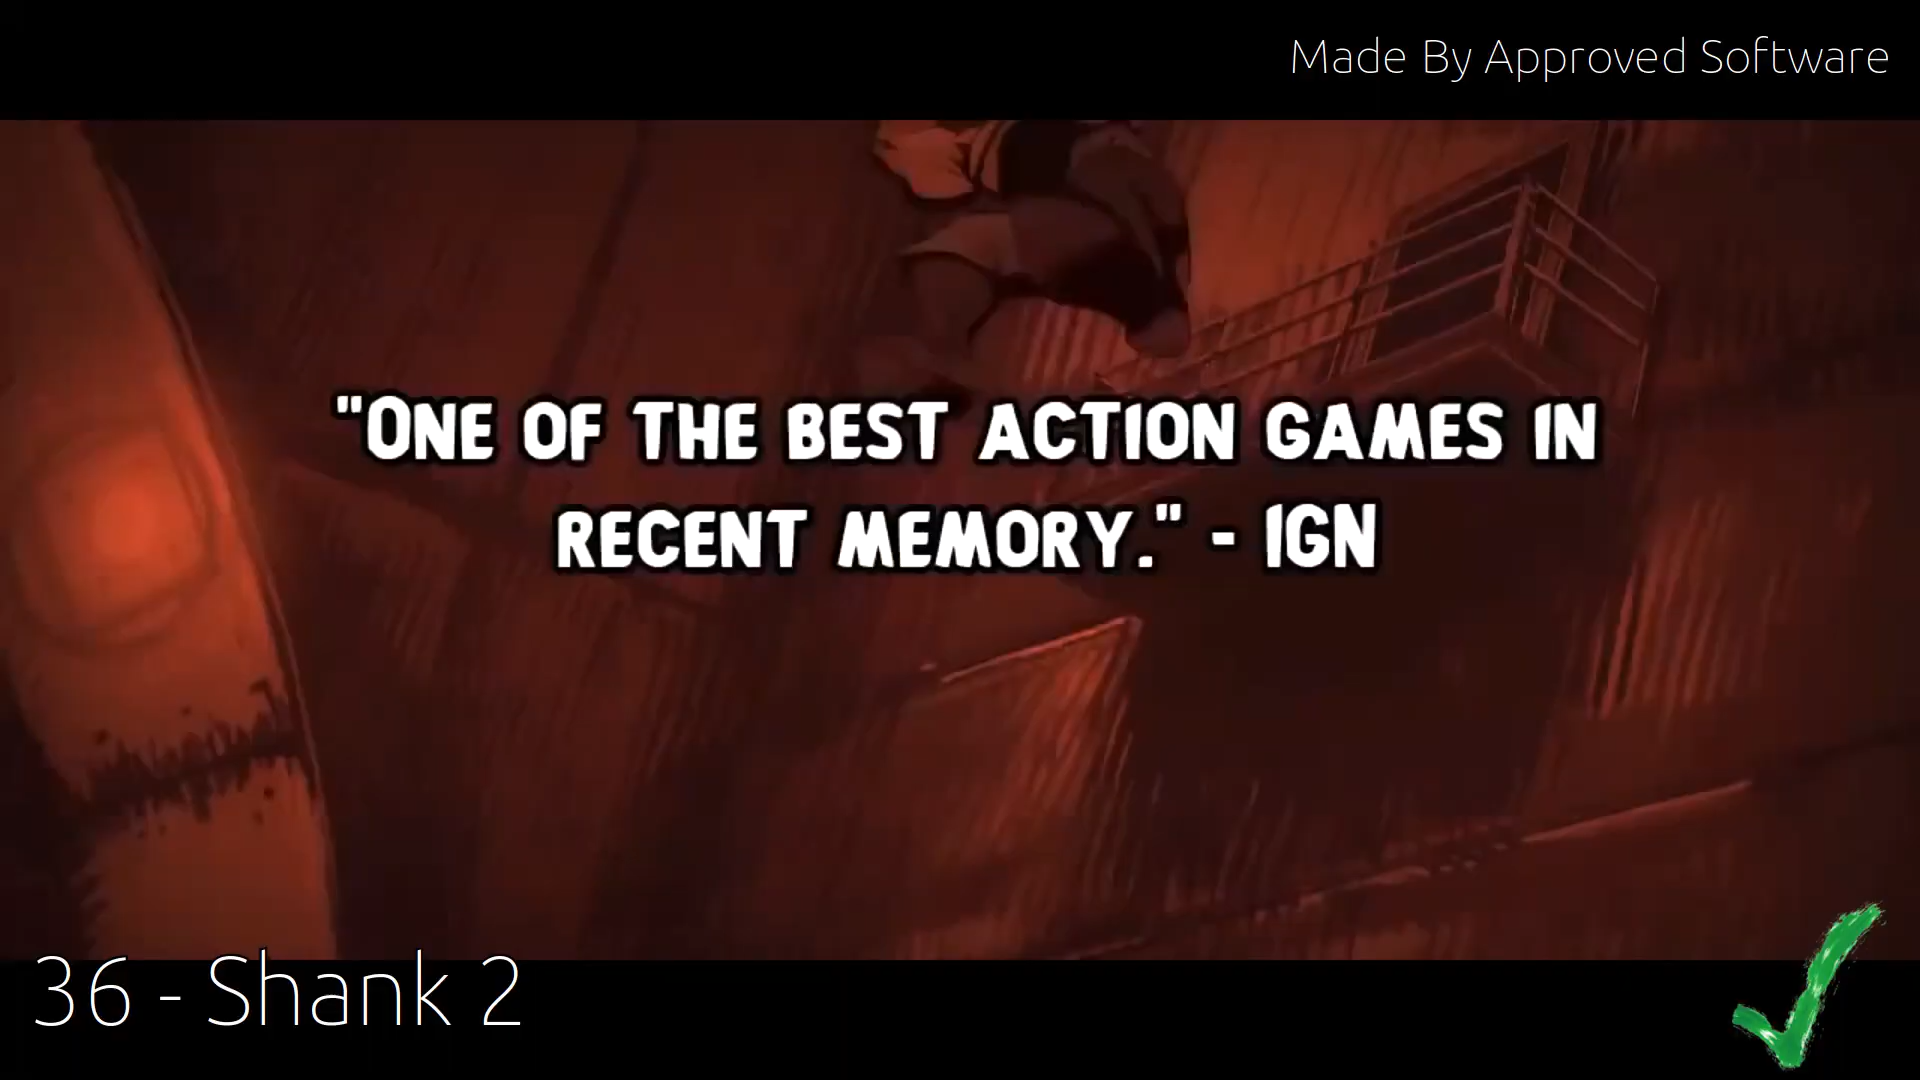 Made By Approved Software
"One of the best action games in
recent memory." - IGN
36 - Shank 2